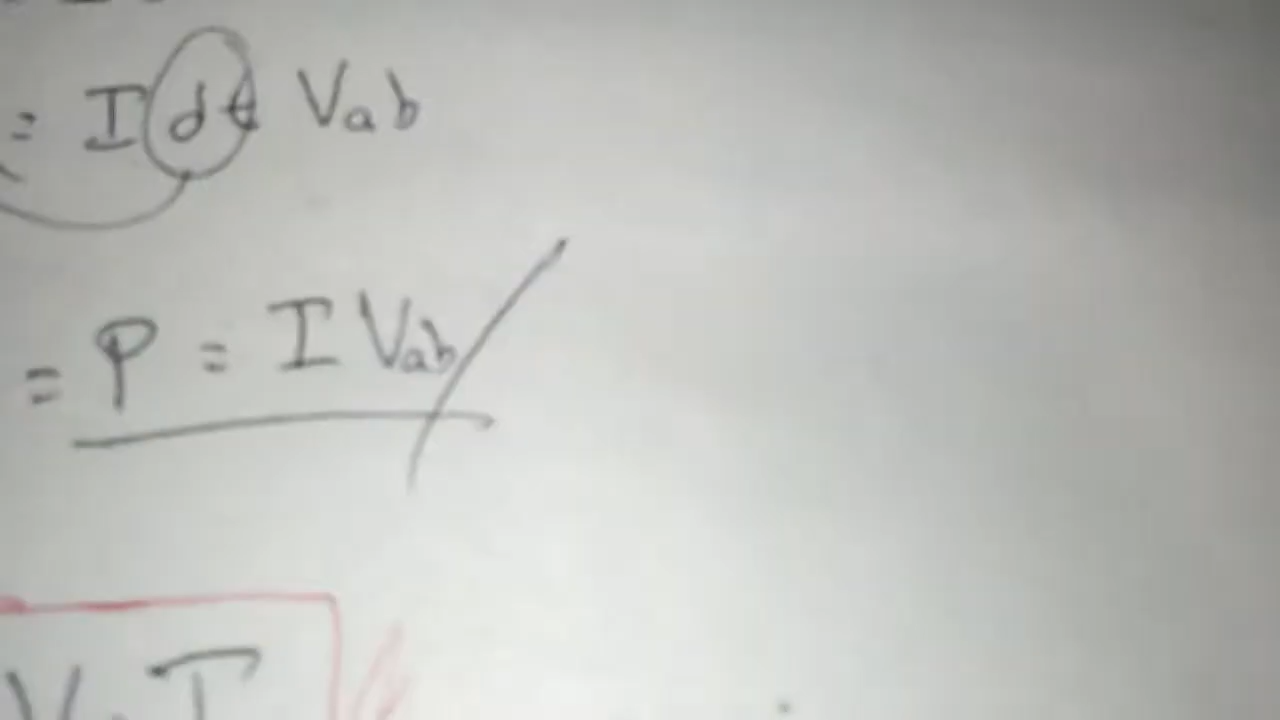 = I dt Vab
= P = I Vab